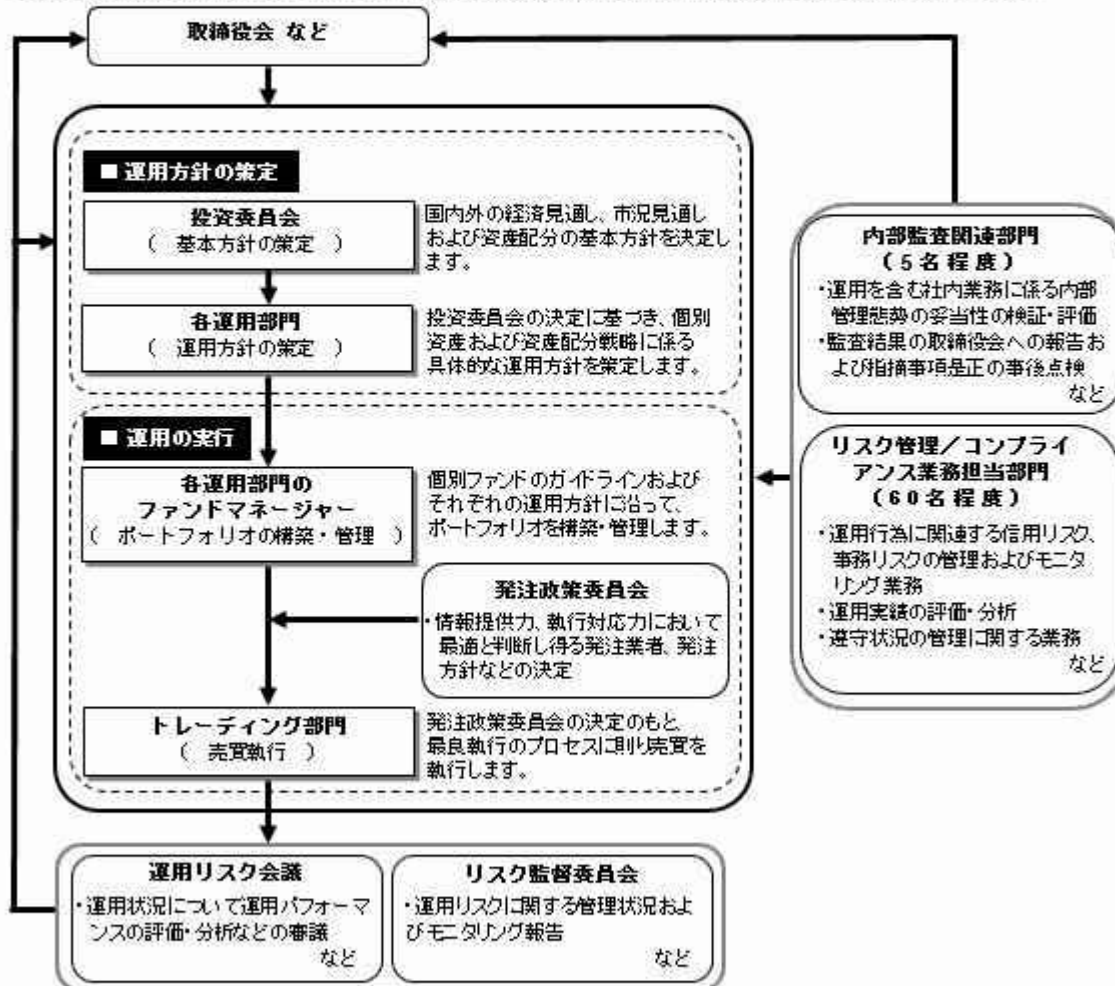 取締役会 など
■ 運用方針の策定
投資委員会
( 基本方針の策定 )
国内外の経済見通し、市況見通し
および資産配分の基本方針を決定し
ます。
各運用部門
( 運用方針の策定 )
投資委員会の決定に基づき、個別
資産および資産配分戦略に係る
具体的な運用方針を策定します。
■ 運用の実行
各運用部門の
ファンドマネージャー
( ポートフォリオの構築・管理 )
個別ファンドのガイドラインおよび
それぞれの運用方針に沿って、
ポートフォリオを構築・管理します。
発注政策委員会
・情報提供力、執行対応力において
最適と判断し得る発注業者、発注
方針などの決定
トレーディング部門
( 売買執行 )
発注政策委員会の決定のもと、
最良執行のプロセスに則り売買を
執行します。
運用リスク会議
・運用状況について運用パフォーマ
ンスの評価・分析などの審議
など
リスク監督委員会
・運用リスクに関する管理状況およ
びモニタリング報告
など
内部監査関連部門
(5名程度)
・運用を含む社内業務に係る内部
管理態勢の妥当性の検証・評価
・監査結果の取締役会への報告お
よび指摘事項是正の事後点検
など
リスク管理/コンプライ
アンス業務担当部門
(60名程度)
・運用行為に関連する信用リスク、
事務リスクの管理およびモニタ
リング業務
・運用実績の評価・分析
・遵守状況の管理に関する業務
など